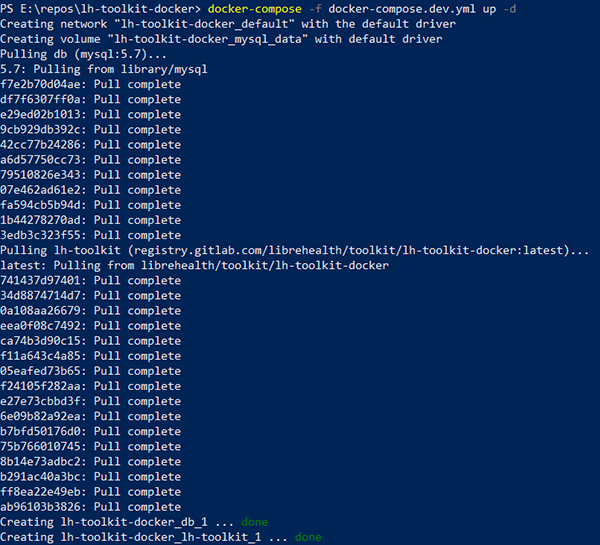 PS E:\repos\lh-toolkit-docker> docker-compose -f docker-compose.dev.yml up -d
Creating network "lh-toolkit-docker_default" with the default driver
Creating volume "lh-toolkit-docker_mysql_data" with default driver
Pulling db (mysql:5.7)...
5.7: Pulling from library/mysql
f7e2b70d04ae: Pull complete
df7f6307ff0a: Pull complete
e29ed02b1013: Pull complete
9cb929db392c: Pull complete
42cc77b24286: Pull complete
a6d57750cc73: Pull complete
79510826e343: Pull complete
07e462ad61e2: Pull complete
fa594cb5b94d: Pull complete
1b44278270ad: Pull complete
3edb3c323f55: Pull complete
Pulling lh-toolkit (registry.gitlab.com/librehealth/toolkit/lh-toolkit-docker:latest)...
latest: Pulling from librehealth/toolkit/lh-toolkit-docker
741437d97401: Pull complete
34d8874714d7: Pull complete
0a108aa26679: Pull complete
eea0f08c7492: Pull complete
ca74b3d90c15: Pull complete
f11a643c4a85: Pull complete
05eafed73b65: Pull complete
f24105f282aa: Pull complete
e27e73cbbd3f: Pull complete
6e09b82a92ea: Pull complete
b7bfd50176d0: Pull complete
75b766010745: Pull complete
8b14e73adbc2: Pull complete
b291ac40a3bc: Pull complete
ff8ea22e49eb: Pull complete
ab96103b3826: Pull complete
Creating lh-toolkit-docker_db_1 ... done
Creating lh-toolkit-docker_lh-toolkit_1 ... done